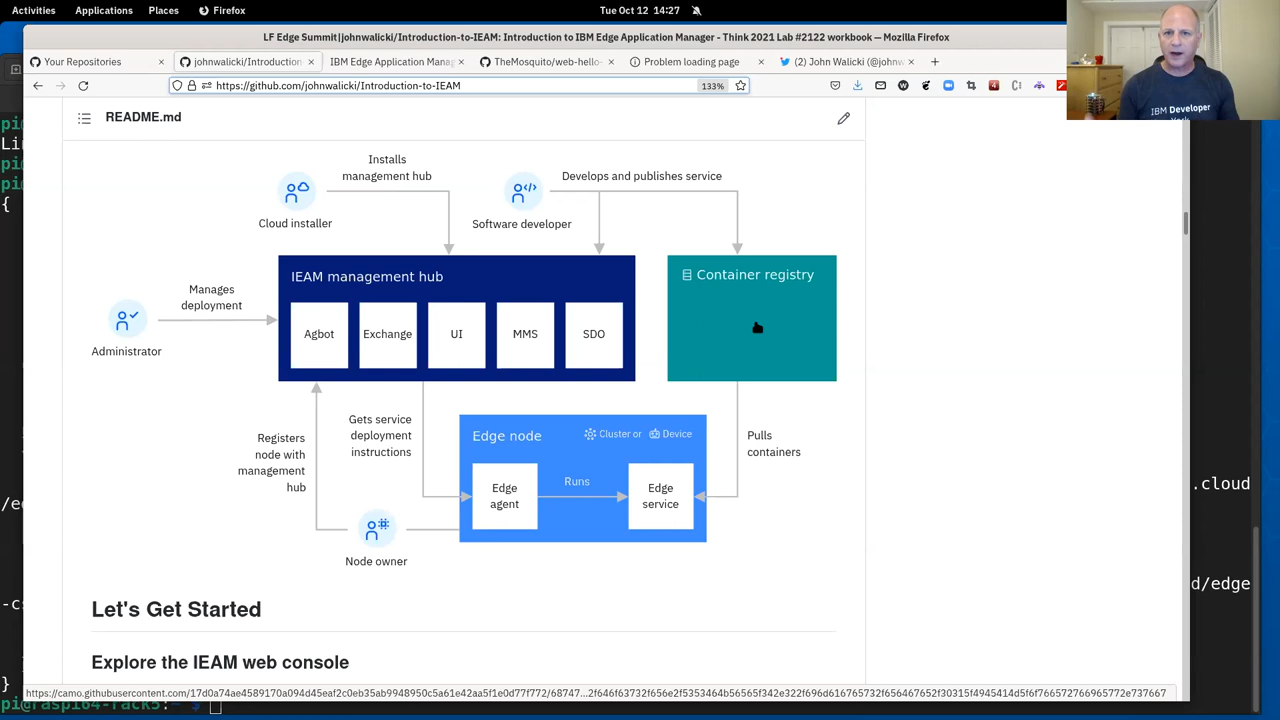 Activities Applications Places Firefox Tue Oct 12 14:27
LF Edge Summit|johnwalicki/Introduction-to-IEAM: Introduction to IBM Edge Application Manager - Think 2021 Lab #2122 workbook — Mozilla Firefox
Your Repositories
johnwalicki/Introduction
IBM Edge Application Man
TheMosquito/web-hello-
Problem loading page
(2) John Walicki (@johnw
https://github.com/johnwalicki/Introduction-to-IEAM
133%
IBM Developer
README.md
Installs
management hub
Develops and publishes service
Cloud installer
Software developer
IEAM management hub
Container registry
Manages
deployment
Agbot
Exchange
UI
MMS
SDO
Administrator
Gets service
deployment
instructions
Registers
node with
management
hub
Edge node
Cluster or
Device
Pulls
containers
Edge
agent
Runs
Edge
service
Node owner
.cloud
/ed
d/edge
-cs
Let's Get Started
Explore the IEAM web console
pi@raspi64-rack5:~ $